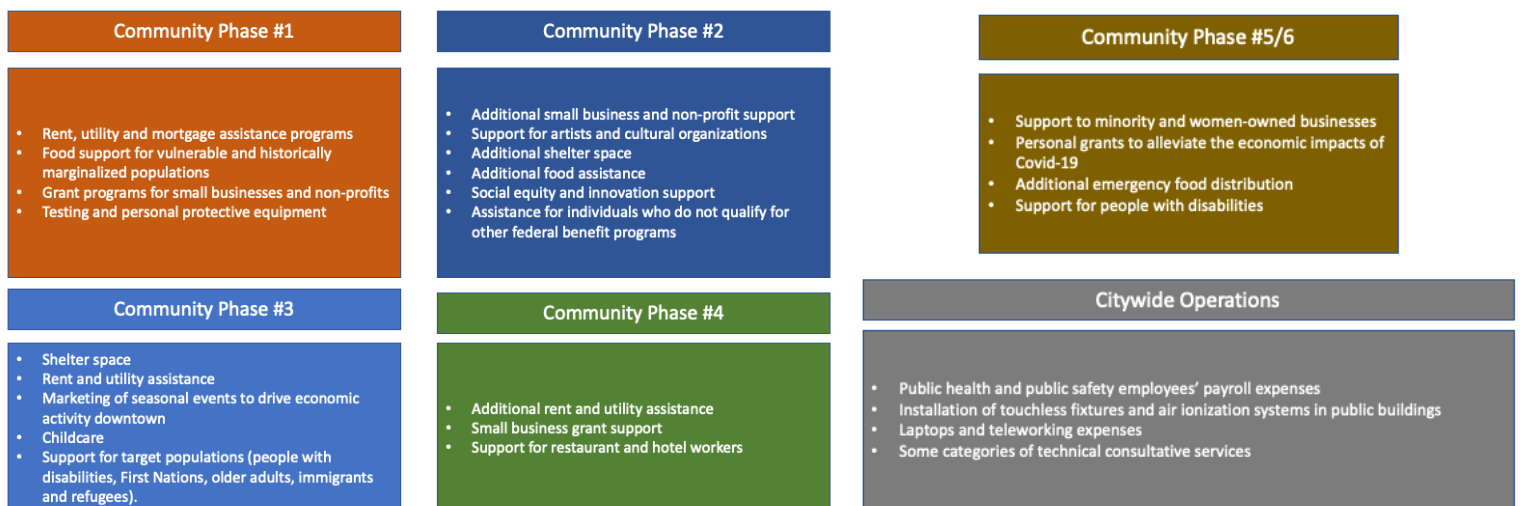 Community Phase #1
• Rent, utility and mortgage assistance programs
• Food support for vulnerable and historically
marginalized populations
• Grant programs for small businesses and non-profits
• Testing and personal protective equipment
Community Phase #2
• Additional small business and non-profit support
• Support for artists and cultural organizations
• Additional shelter space
• Additional food assistance
• Social equity and innovation support
• Assistance for individuals who do not qualify for
other federal benefit programs
Community Phase #5/6
• Support to minority and women-owned businesses
• Personal grants to alleviate the economic impacts of
Covid-19
• Additional emergency food distribution
• Support for people with disabilities
Community Phase #3
• Shelter space
• Rent and utility assistance
• Marketing of seasonal events to drive economic
activity downtown
• Childcare
• Support for target populations (people with
disabilities, First Nations, older adults, immigrants
and refugees).
Community Phase #4
• Additional rent and utility assistance
• Small business grant support
• Support for restaurant and hotel workers
Citywide Operations
• Public health and public safety employees’ payroll expenses
• Installation of touchless fixtures and air ionization systems in public buildings
• Laptops and teleworking expenses
• Some categories of technical consultative services